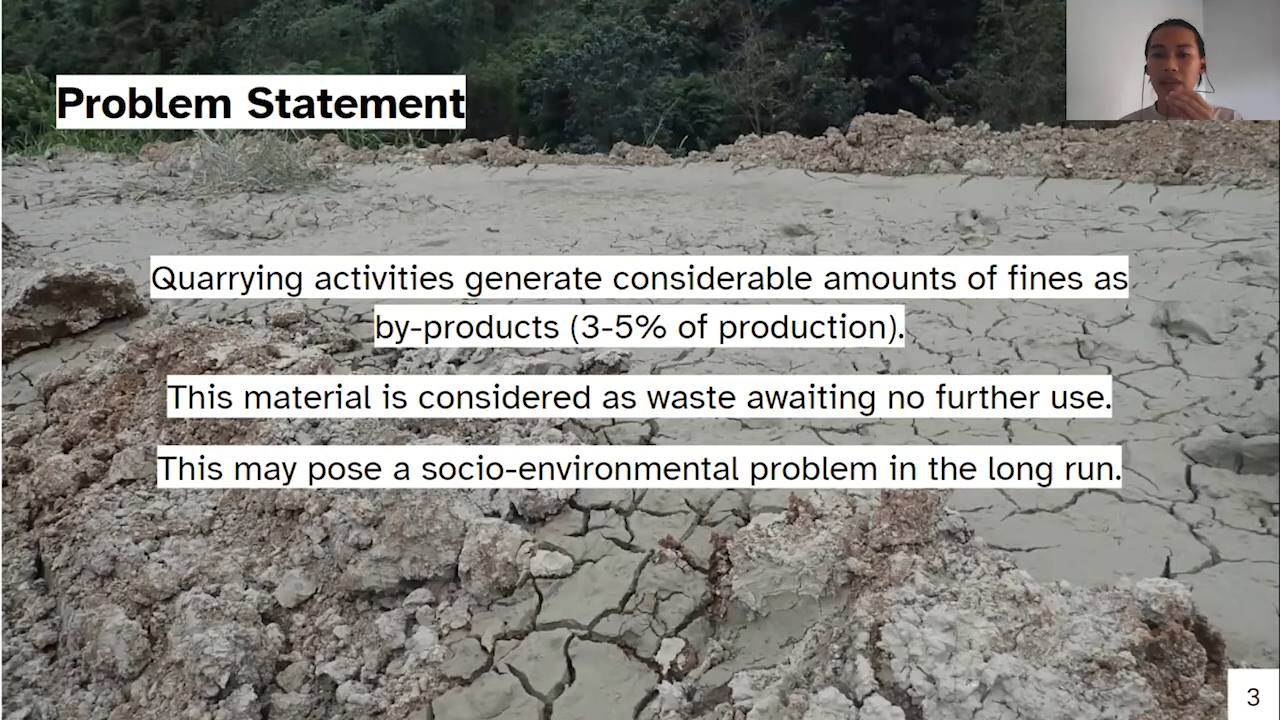 Problem Statement
Quarrying activities generate considerable amounts of fines as
by-products (3-5% of production).
This material is considered as waste awaiting no further use.
This may pose a socio-environmental problem in the long run.
3